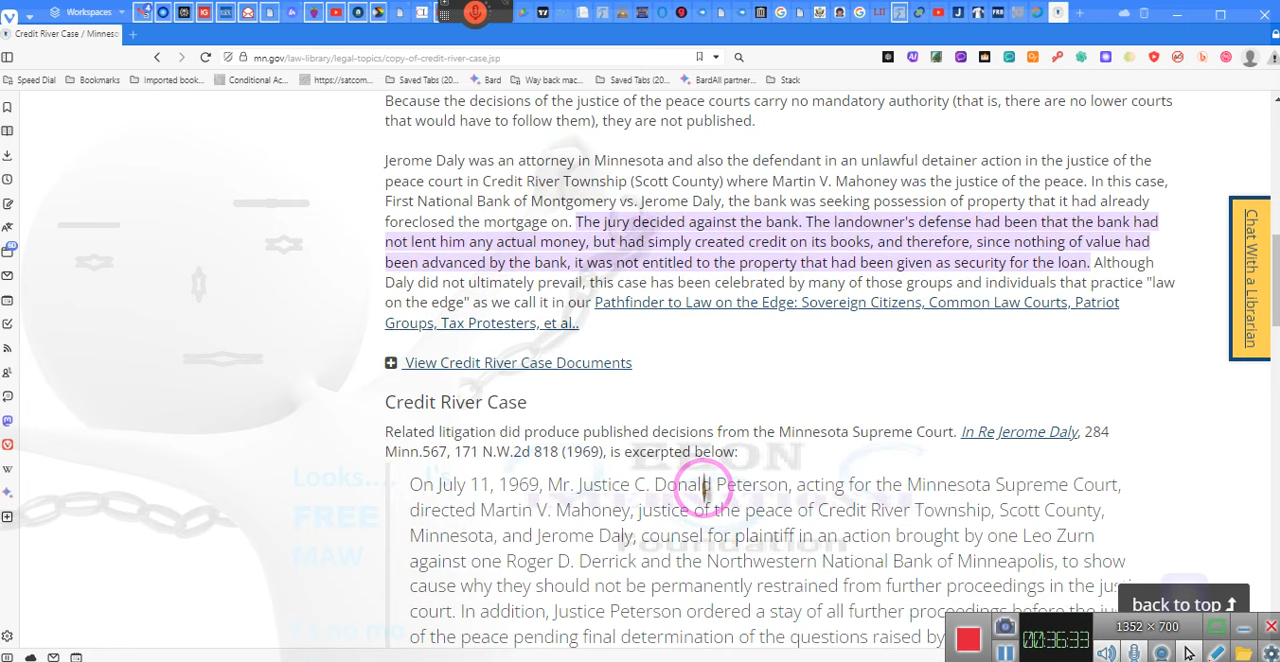 Workspaces
Credit River Case / Minneso
mn.gov/law-library/legal-topics/copy-of-credit-river-case.jsp
Speed Dial Bookmarks Imported book... Conditional Ac... https://satcom... Saved Tabs (20... Bard Way back mac... Saved Tabs (20... BardAll partner... Stack
Because the decisions of the justice of the peace courts carry no mandatory authority (that is, there are no lower courts
that would have to follow them), they are not published.
Jerome Daly was an attorney in Minnesota and also the defendant in an unlawful detainer action in the justice of the
peace court in Credit River Township (Scott County) where Martin V. Mahoney was the justice of the peace. In this case,
First National Bank of Montgomery vs. Jerome Daly, the bank was seeking possession of property that it had already
foreclosed the mortgage on. The jury decided against the bank. The landowner's defense had been that the bank had
not lent him any actual money, but had simply created credit on its books, and therefore, since nothing of value had
been advanced by the bank, it was not entitled to the property that had been given as security for the loan. Although
Daly did not ultimately prevail, this case has been celebrated by many of those groups and individuals that practice "law
on the edge" as we call it in our Pathfinder to Law on the Edge: Sovereign Citizens, Common Law Courts, Patriot
Groups, Tax Protesters, et al..
Chat With a Librarian
View Credit River Case Documents
Credit River Case
Related litigation did produce published decisions from the Minnesota Supreme Court. In Re Jerome Daly, 284
Minn.567, 171 N.W.2d 818 (1969), is excerpted below:
On July 11, 1969, Mr. Justice C. Donald Peterson, acting for the Minnesota Supreme Court,
directed Martin V. Mahoney, justice of the peace of Credit River Township, Scott County,
Minnesota, and Jerome Daly, counsel for plaintiff in an action brought by one Leo Zurn
against one Roger D. Derrick and the Northwestern National Bank of Minneapolis, to show
cause why they should not be permanently restrained from further proceedings in the
court. In addition, Justice Peterson ordered a stay of all further proceedings before the
of the peace pending final determination of the questions raised by
Looks... I's
FREE
MAW
EEON
Foundation
back to top
1352 × 700
00:36:33